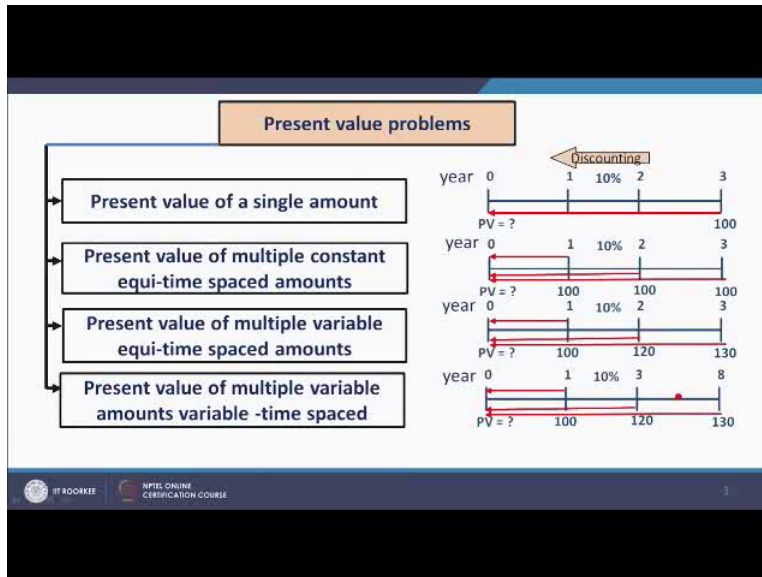 Present value problems
Discounting
Present value of a single amount
year 0 1 10% 2 3
PV = ? 100
Present value of multiple constant
equi-time spaced amounts
year 0 1 10% 2 3
PV = ? 100 100 100
Present value of multiple variable
equi-time spaced amounts
year 0 1 10% 2 3
PV = ? 100 120 130
Present value of multiple variable
amounts variable -time spaced
year 0 1 10% 3 8
PV = ? 100 120 130
IIT ROORKEE
NPTEL ONLINE
CERTIFICATION COURSE
3